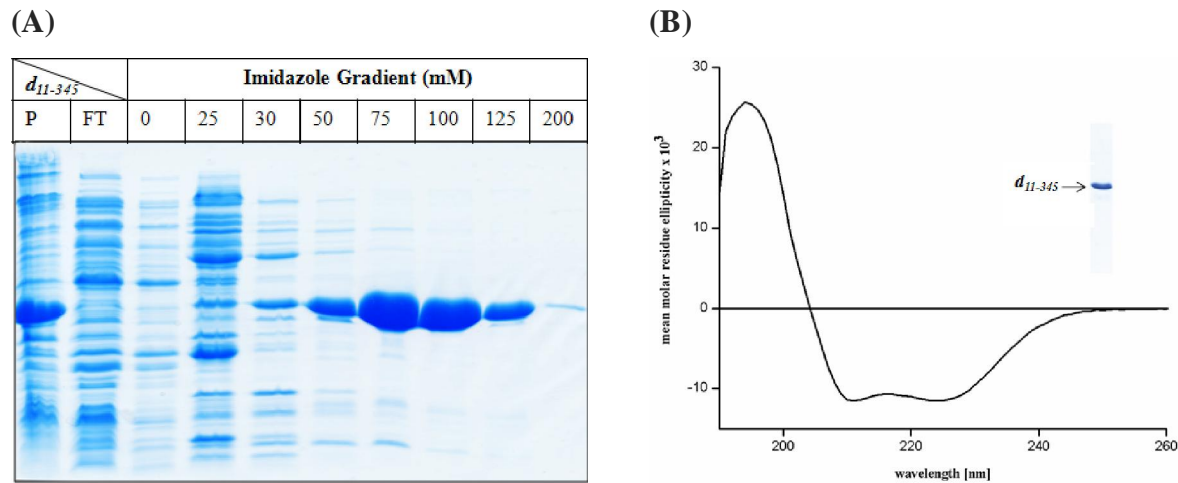 (A)
d11-345
Imidazole Gradient (mM)
P FT 0 25 30 50 75 100 125 200
(B)
30
20
10
0
-10
200 220 240 260
mean molar residue ellipticity x 10³
wavelength [nm]
d11-345